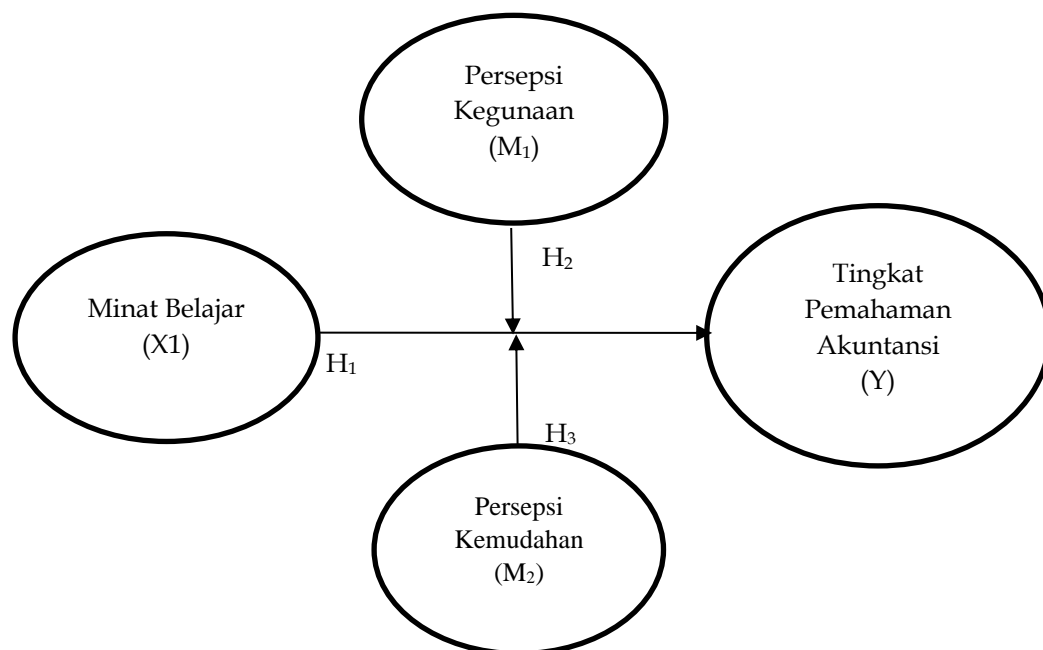 Persepsi
Kegunaan
(M₁)
H₂
Minat Belajar
(X1)
H₁
Tingkat
Pemahaman
Akuntansi
(Y)
H₃
Persepsi
Kemudahan
(M₂)